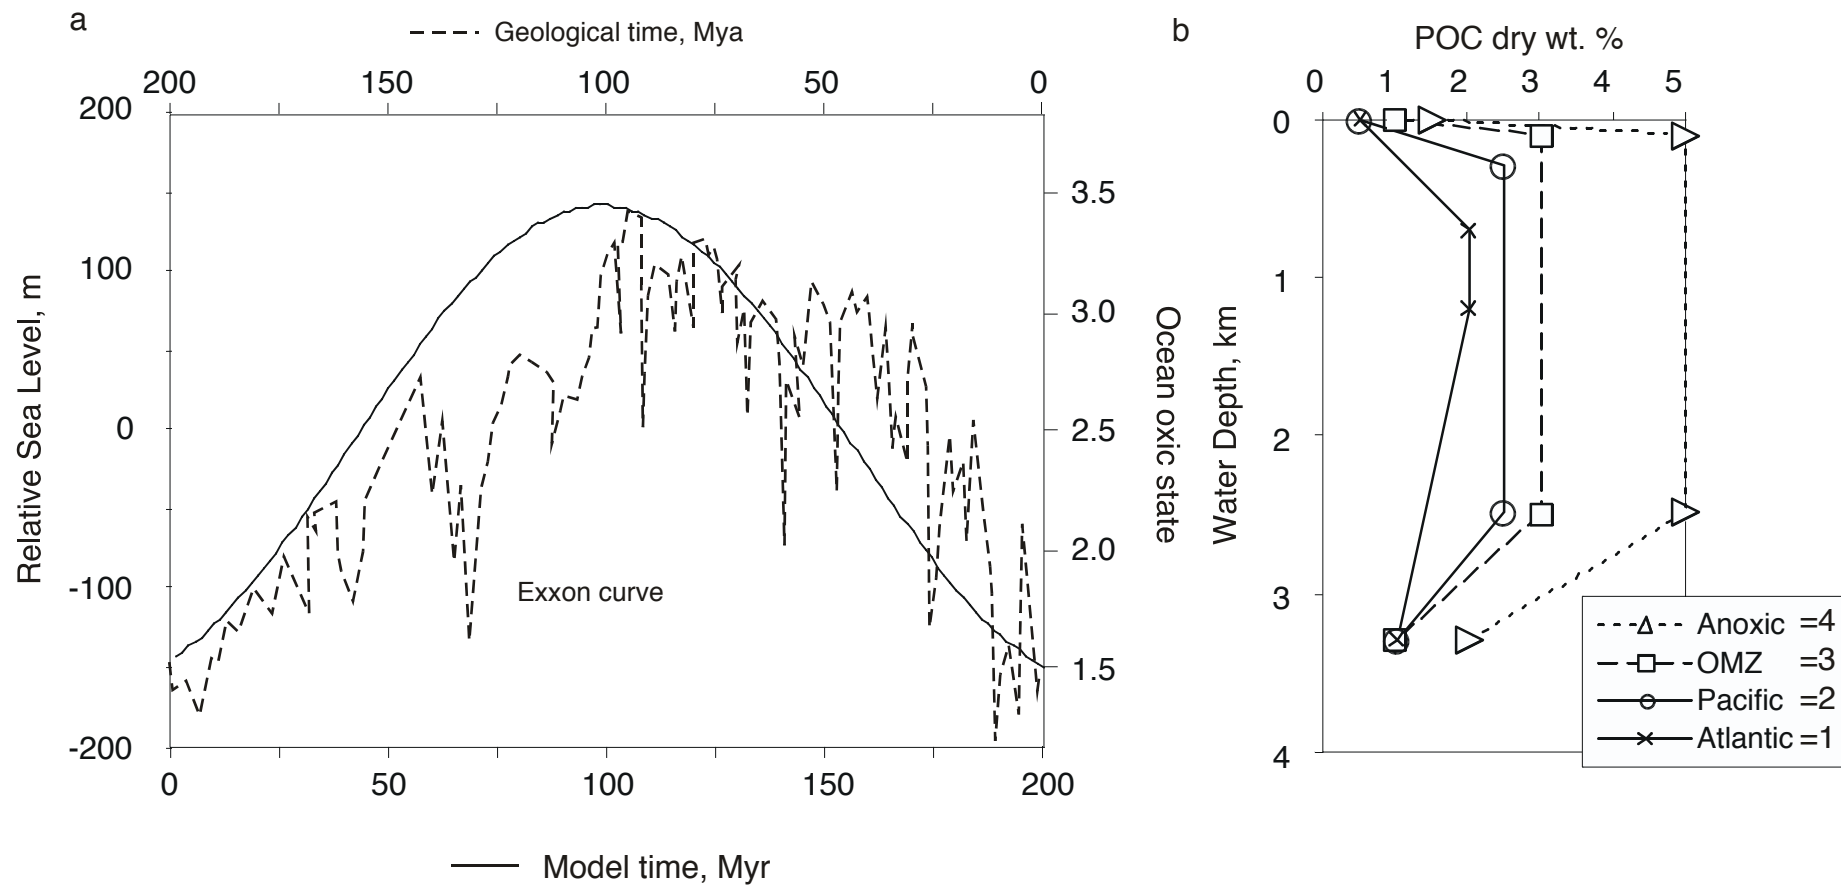 a
Geological time, Mya
200 150 100 50 0
200
100
0
-100
-200
Relative Sea Level, m
3.5
3.0
2.5
2.0
1.5
Ocean oxic state
Exxon curve
0 50 100 150 200
Model time, Myr
b
POC dry wt. %
0 1 2 3 4 5
0
1
2
3
4
Water Depth, km
Anoxic =4
OMZ =3
Pacific =2
Atlantic =1